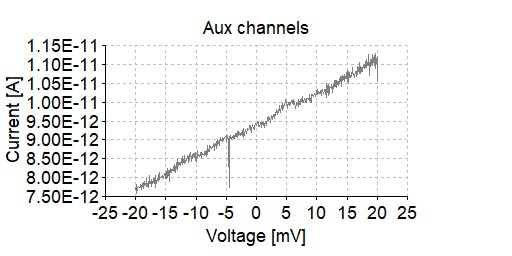 Aux channels
1.15E-11
1.10E-11
1.05E-11
1.00E-11
9.50E-12
9.00E-12
8.50E-12
8.00E-12
7.50E-12
Current [A]
-25 -20 -15 -10 -5 0 5 10 15 20 25
Voltage [mV]